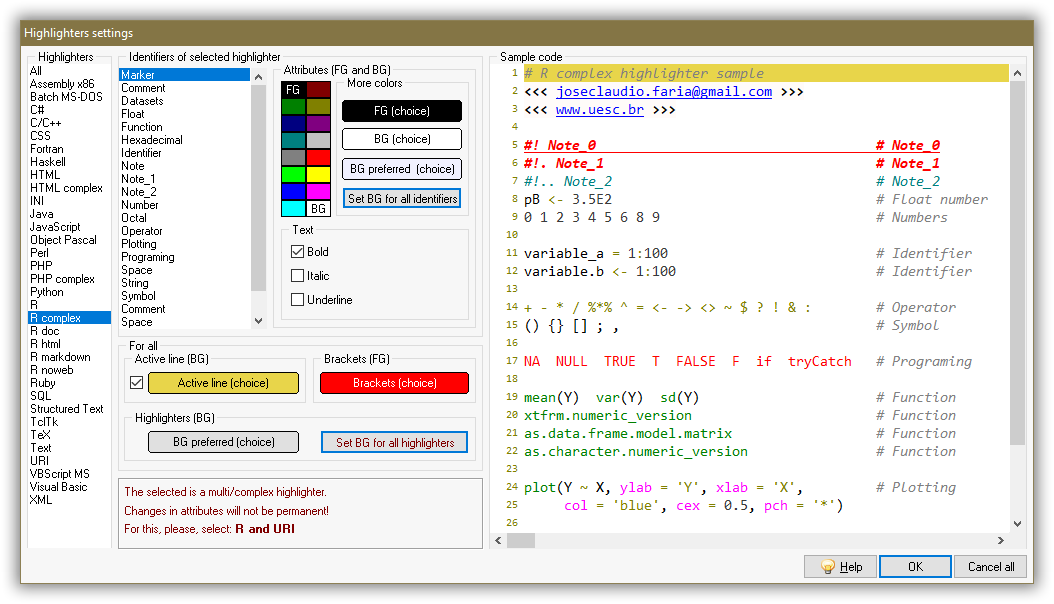 Highlighters settings
Highlighters
All
Assembly x86
Batch MS-DOS
C#
C/C++
CSS
Fortran
Haskell
HTML
HTML complex
INI
Java
JavaScript
Object Pascal
Perl
PHP
PHP complex
Python
R
R complex
R doc
R html
R markdown
R noweb
Ruby
SQL
Structured Text
TclTk
TeX
Text
URI
VBScript MS
Visual Basic
XML
Identifiers of selected highlighter
Marker
Comment
Datasets
Float
Function
Hexadecimal
Identifier
Note
Note_1
Note_2
Number
Octal
Operator
Plotting
Programing
Space
String
Symbol
Comment
Space
Attributes (FG and BG)
FG
BG
More colors
FG (choice)
BG (choice)
BG preferred (choice)
Set BG for all identifiers
Text
Bold
Italic
Underline
For all
Active line (BG)
Active line (choice)
Brackets (FG)
Brackets (choice)
Highlighters (BG)
BG preferred (choice)
Set BG for all highlighters
The selected is a multi/complex highlighter.
Changes in attributes will not be permanent!
For this, please, select: R and URI
Sample code
1 # R complex highlighter sample
2 <<< joseclaudio.faria@gmail.com >>>
3 <<< www.uesc.br >>>
4
5 #! Note_0 # Note_0
6 #!. Note_1 # Note_1
7 #!.. Note_2 # Note_2
8 pB <- 3.5E2 # Float number
9 0 1 2 3 4 5 6 8 9 # Numbers
10
11 variable_a = 1:100 # Identifier
12 variable.b <- 1:100 # Identifier
13
14 + - * / %*% ^ = <- -> <> ~ $ ? ! & : # Operator
15 () {} [] ; , # Symbol
16
17 NA NULL TRUE T FALSE F if tryCatch # Programing
18
19 mean(Y) var(Y) sd(Y) # Function
20 xtfrm.numeric_version # Function
21 as.data.frame.model.matrix # Function
22 as.character.numeric_version # Function
23
24 plot(Y ~ X, ylab = 'Y', xlab = 'X', # Plotting
25 col = 'blue', cex = 0.5, pch = '*')
26
Help
OK
Cancel all